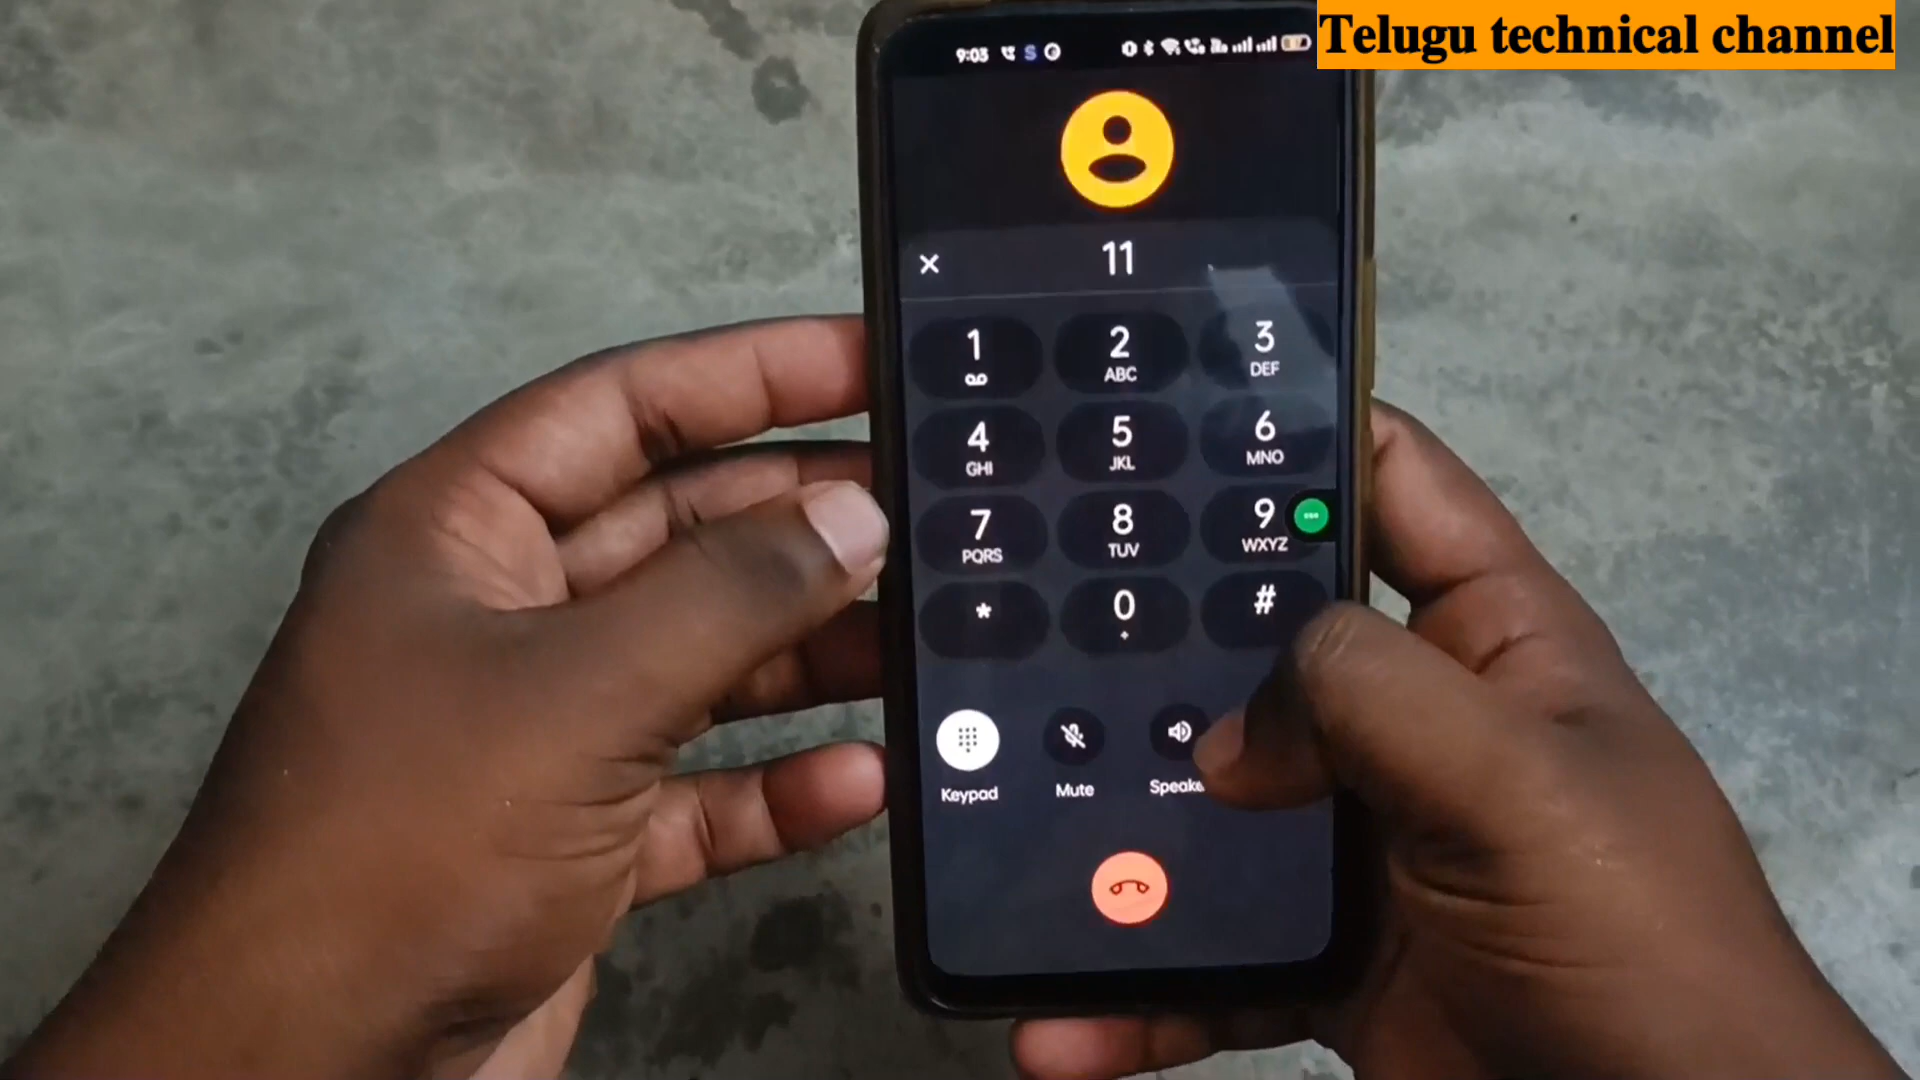 Telugu technical channel
9:03
11
1 2 3
ABC DEF
4 5 6
GHI JKL MNO
7 8 9
PQRS TUV WXYZ
* 0 #
+
Keypad Mute